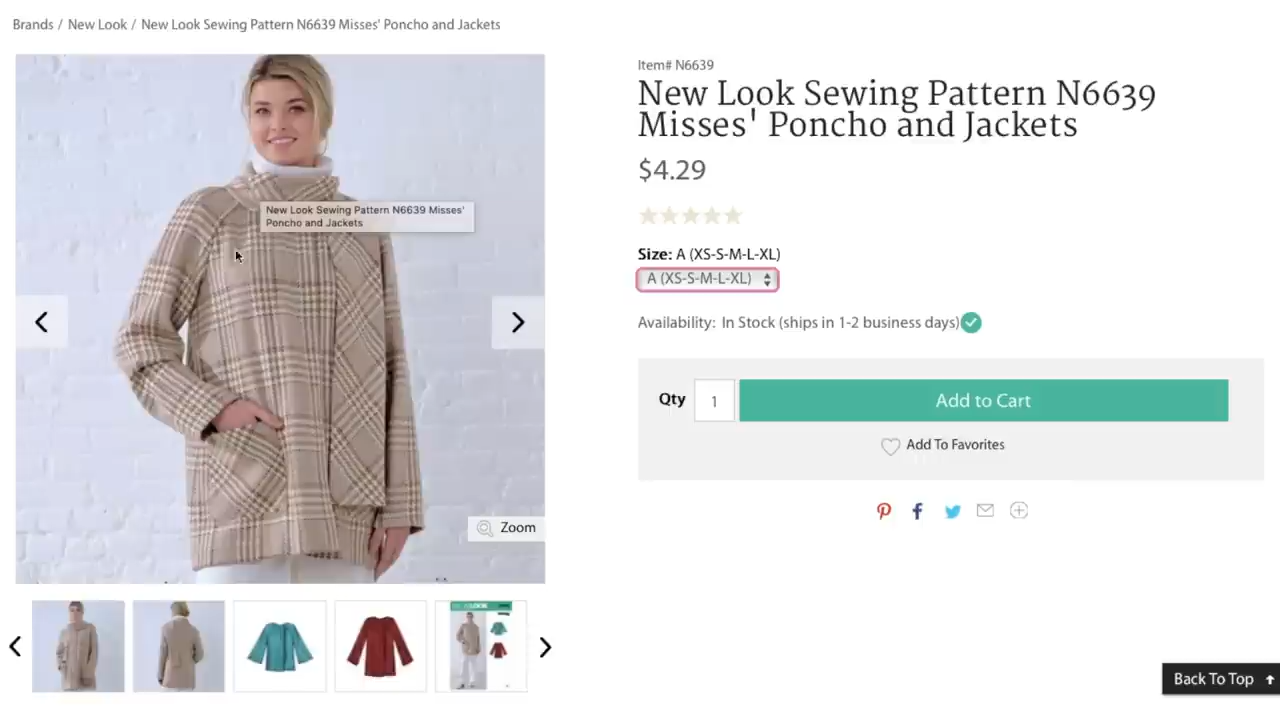 Brands / New Look / New Look Sewing Pattern N6639 Misses' Poncho and Jackets
Item# N6639
New Look Sewing Pattern N6639
Misses' Poncho and Jackets
$4.29
New Look Sewing Pattern N6639 Misses'
Poncho and Jackets
Size: A (XS-S-M-L-XL)
A (XS-S-M-L-XL)
Availability: In Stock (ships in 1-2 business days)
Qty 1 Add to Cart
Add To Favorites
Zoom
Back To Top